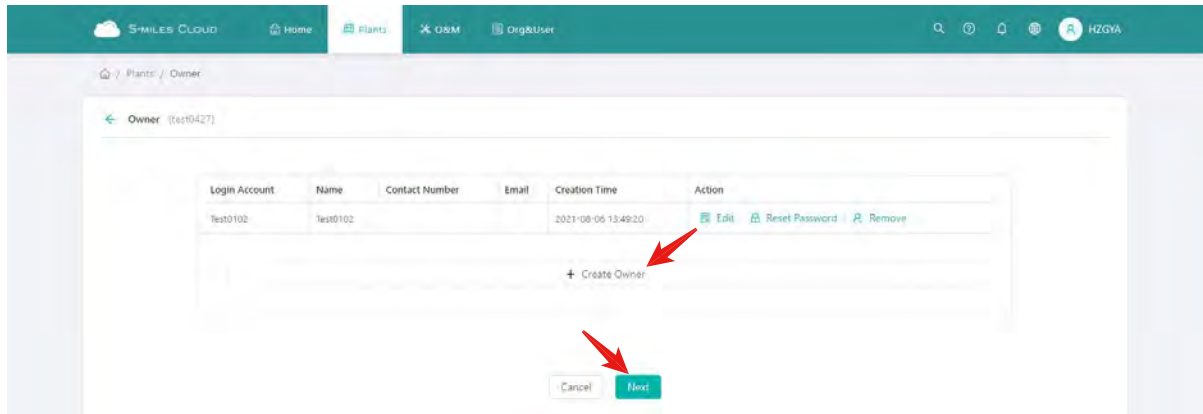 S-MILES CLOUD Home Plants O&M Org&User HZGYA
/ Plants / Owner
Owner (test0427)
Login Account Name Contact Number Email Creation Time Action
Test0102 Test0102 2021-08-06 13:49:20 Edit Reset Password Remove
+ Create Owner
Cancel Next